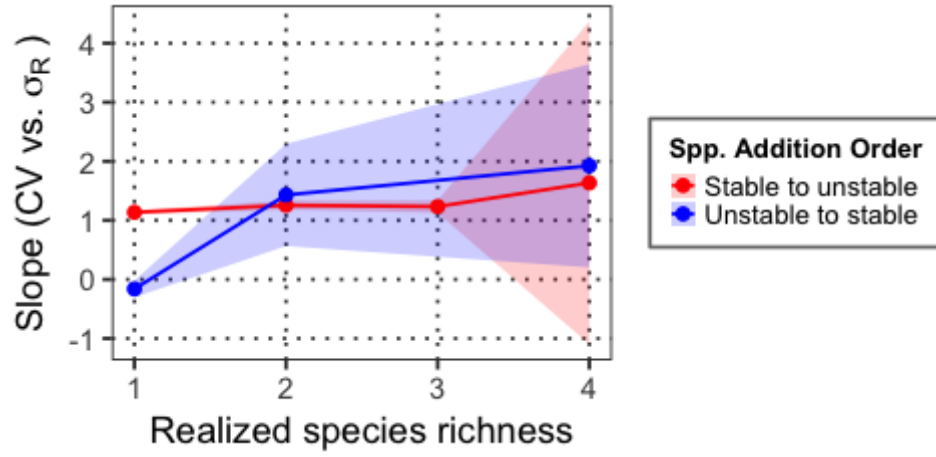 Slope (CV vs. σR)
4
3
2
1
0
-1
1 2 3 4
Realized species richness
Spp. Addition Order
Stable to unstable
Unstable to stable